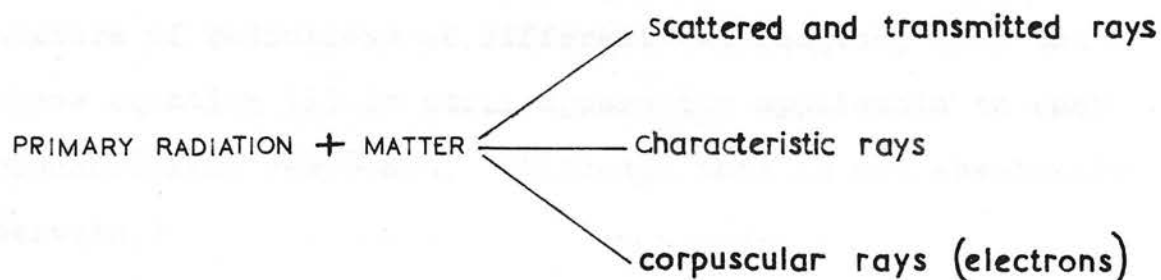 scattered and transmitted rays
PRIMARY RADIATION + MATTER
characteristic rays
corpuscular rays (electrons)